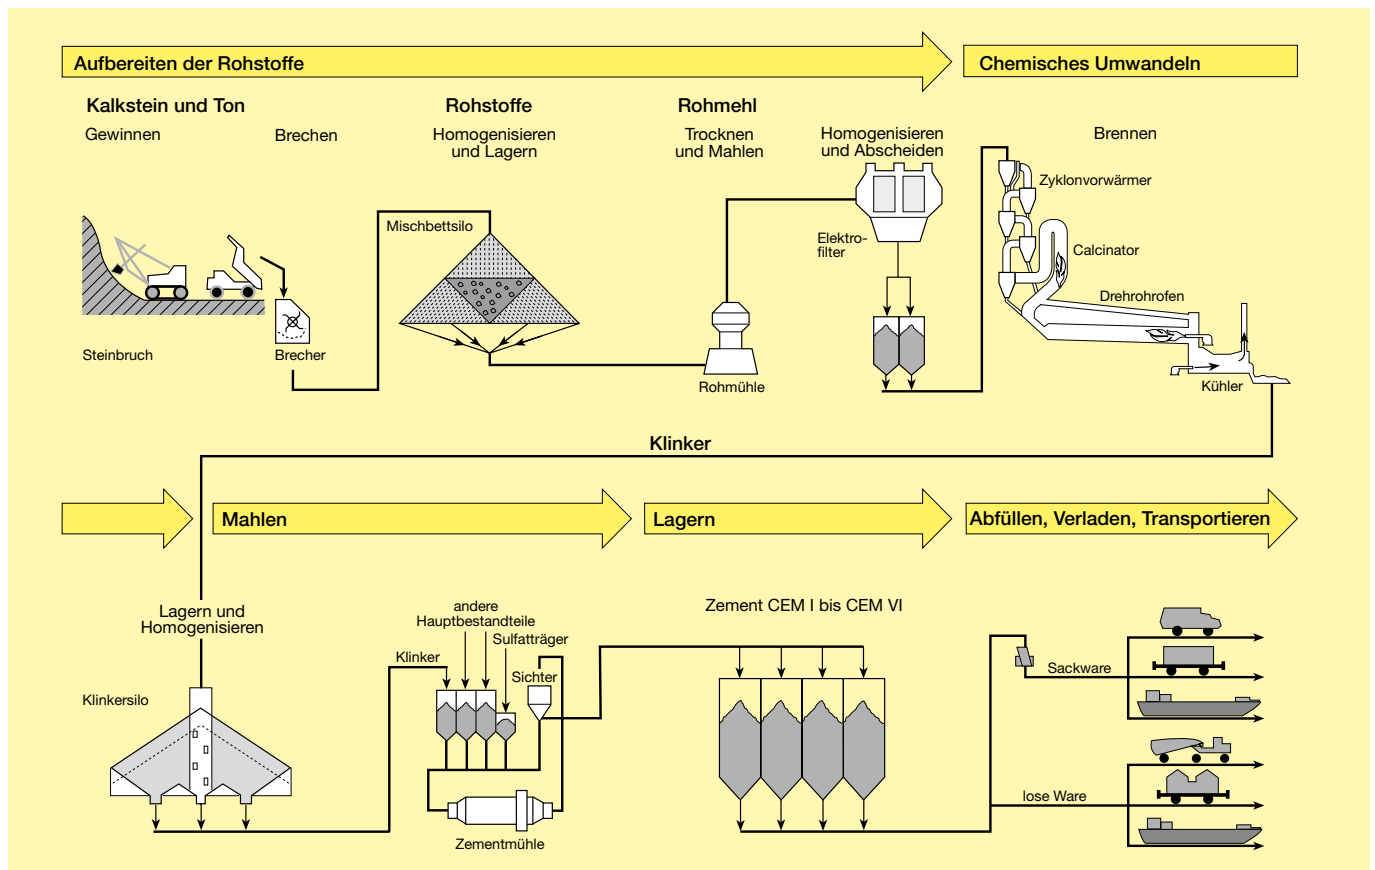 Aufbereiten der Rohstoffe
Chemisches Umwandeln
Kalkstein und Ton
Rohstoffe
Rohmehl
Gewinnen
Brechen
Homogenisieren
und Lagern
Trocknen
und Mahlen
Homogenisieren
und Abscheiden
Brennen
Zyklonvorwärmer
Mischbettsilo
Elektro-
filter
Calcinator
Drehrohrofen
Steinbruch
Brecher
Rohmühle
Kühler
Klinker
Mahlen
Lagern
Abfüllen, Verladen, Transportieren
Lagern und
Homogenisieren
andere
Hauptbestandteile
Sulfatträger
Klinker
Sichter
Zement CEM I bis CEM VI
Klinkersilo
Sackware
lose Ware
Zementmühle